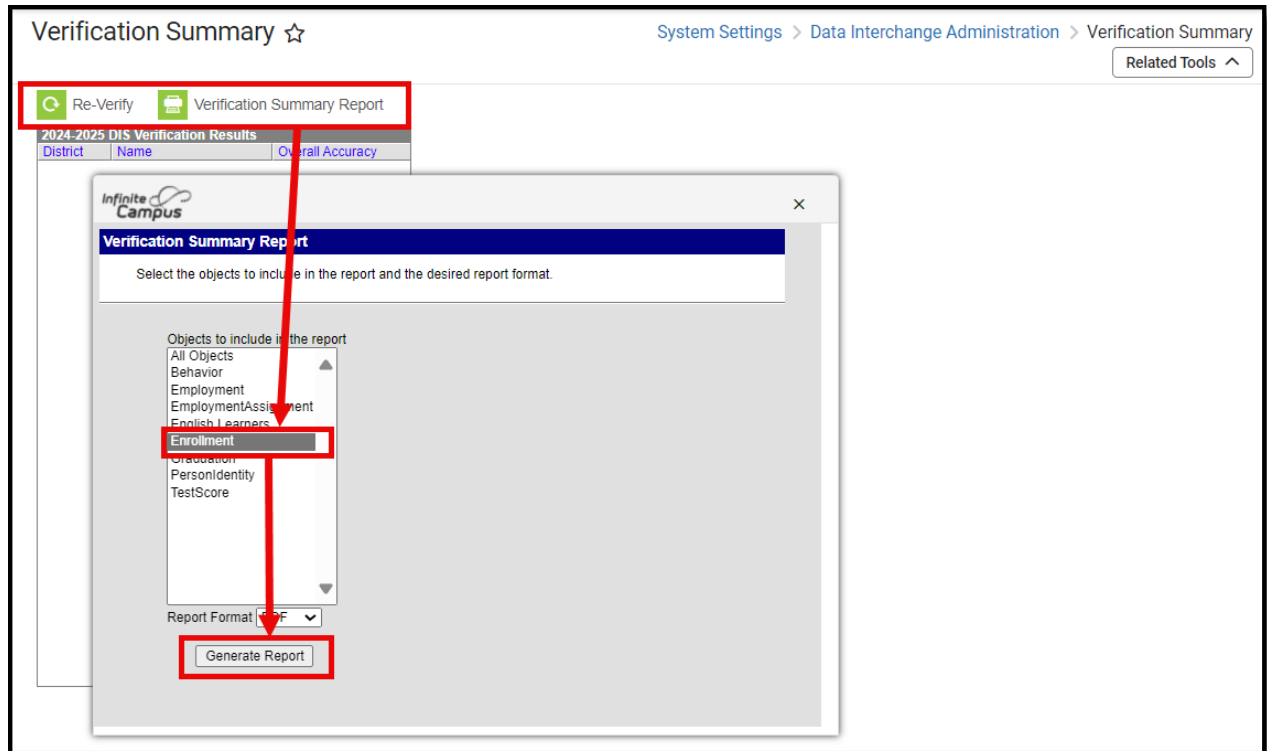 Verification Summary
System Settings > Data Interchange Administration > Verification Summary
Related Tools
Re-Verify Verification Summary Report
2024-2025 DIS Verification Results
District Name Overall Accuracy
Infinite
Campus
Verification Summary Report
Select the objects to include in the report and the desired report format.
Objects to include in the report
All Objects
Behavior
Employment
EmploymentAssignment
English Learners
Enrollment
Graduation
PersonIdentity
TestScore
Report Format PDF
Generate Report